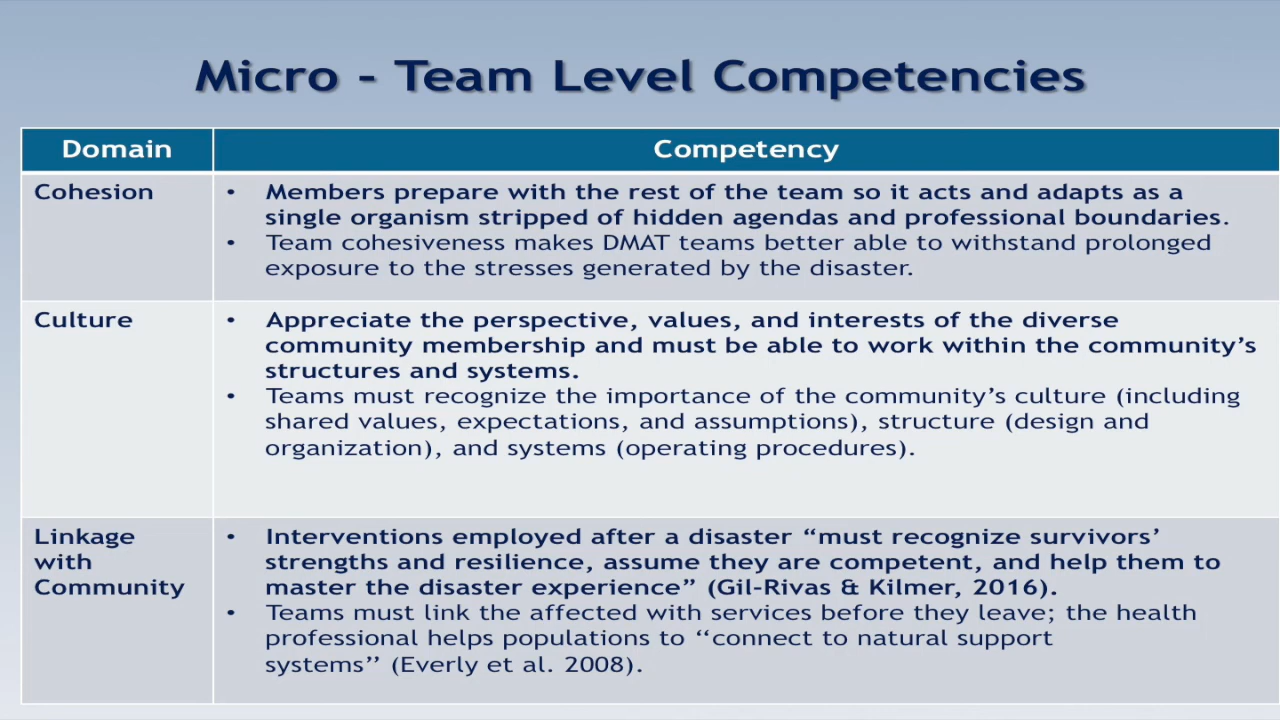 Micro - Team Level Competencies
Domain
Competency
Cohesion
• Members prepare with the rest of the team so it acts and adapts as a
single organism stripped of hidden agendas and professional boundaries.
• Team cohesiveness makes DMAT teams better able to withstand prolonged
exposure to the stresses generated by the disaster.
Culture
• Appreciate the perspective, values, and interests of the diverse
community membership and must be able to work within the community’s
structures and systems.
• Teams must recognize the importance of the community’s culture (including
shared values, expectations, and assumptions), structure (design and
organization), and systems (operating procedures).
Linkage
with
Community
• Interventions employed after a disaster “must recognize survivors’
strengths and resilience, assume they are competent, and help them to
master the disaster experience” (Gil-Rivas & Kilmer, 2016).
• Teams must link the affected with services before they leave; the health
professional helps populations to ‘‘connect to natural support
systems’’ (Everly et al. 2008).